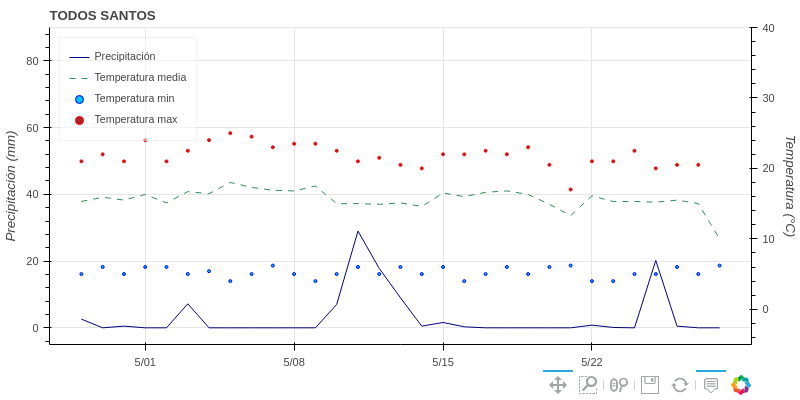 TODOS SANTOS
Precipitación
Temperatura media
Temperatura min
Temperatura max
Precipitación (mm)
80
60
40
20
0
Temperatura (°C)
40
30
20
10
0
5/01
5/08
5/15
5/22